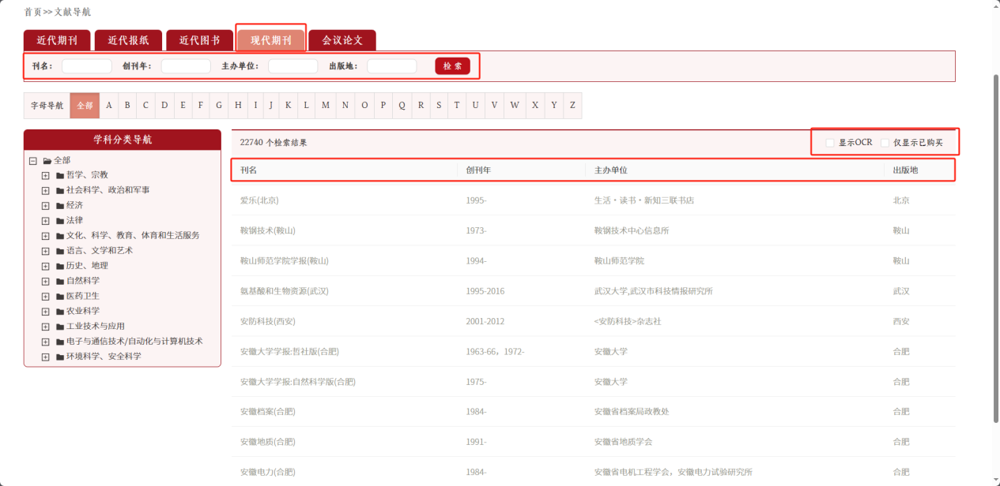 首页>>文献导航
近代期刊 近代报纸 近代图书 现代期刊 会议论文
刊名： 创刊年： 主办单位： 出版地： 检 索
字母导航 全部 A B C D E F G H I J K L M N O P Q R S T U V W X Y Z
学科分类导航
全部
哲学、宗教
社会科学、政治和军事
经济
法律
文化、科学、教育、体育和生活服务
语言、文学和艺术
历史、地理
自然科学
医药卫生
农业科学
工业技术与应用
电子与通信技术/自动化与计算机技术
环境科学、安全科学
22740 个检索结果 显示OCR 仅显示已购买
刊名 创刊年 主办单位 出版地
爱乐(北京) 1995- 生活·读书·新知三联书店 北京
鞍钢技术(鞍山) 1973- 鞍钢技术中心信息所 鞍山
鞍山师范学院学报(鞍山) 1994- 鞍山师范学院 鞍山
氨基酸和生物资源(武汉) 1995-2016 武汉大学,武汉市科技情报研究所 武汉
安防科技(西安) 2001-2012 <安防科技>杂志社 西安
安徽大学学报:哲社版(合肥) 1963-66，1972- 安徽大学 合肥
安徽大学学报:自然科学版(合肥) 1975- 安徽大学 合肥
安徽档案(合肥) 1984- 安徽省档案局政教处 合肥
安徽地质(合肥) 1991- 安徽省地质学会 合肥
安徽电力(合肥) 1984- 安徽省电机工程学会，安徽电力试验研究所 合肥